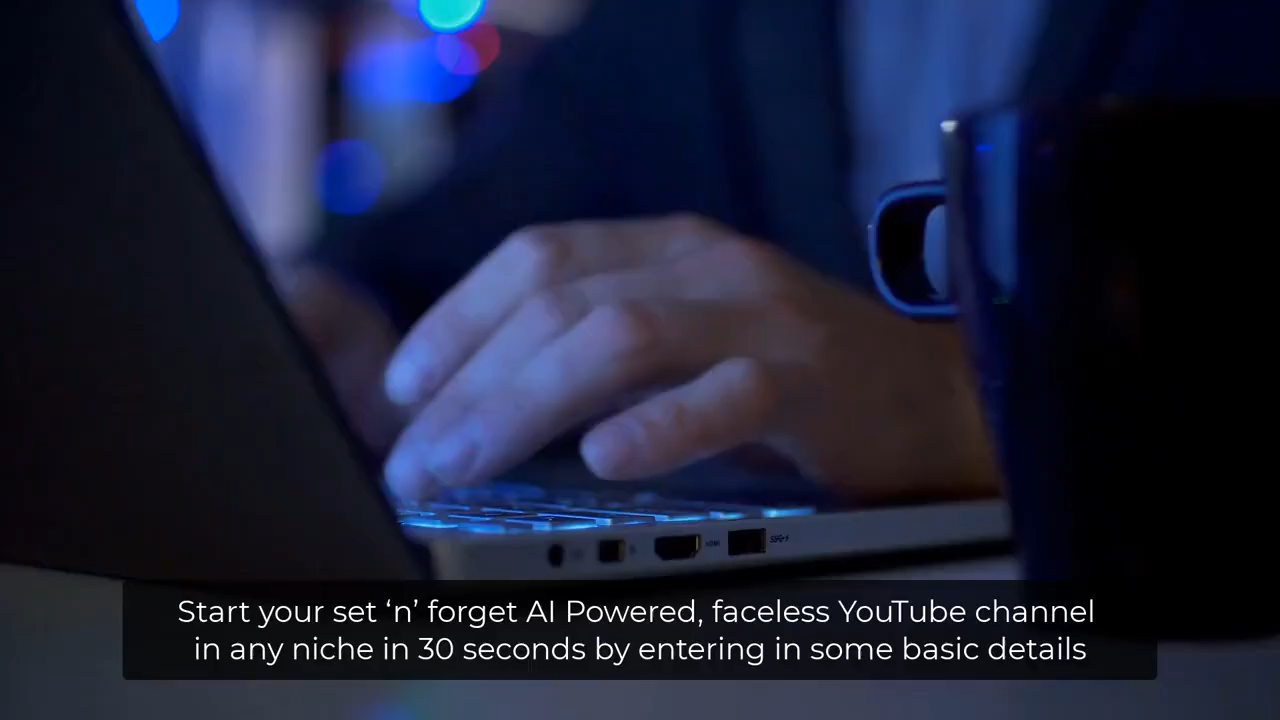 HDMI
Start your set ‘n’ forget AI Powered, faceless YouTube channel
in any niche in 30 seconds by entering in some basic details